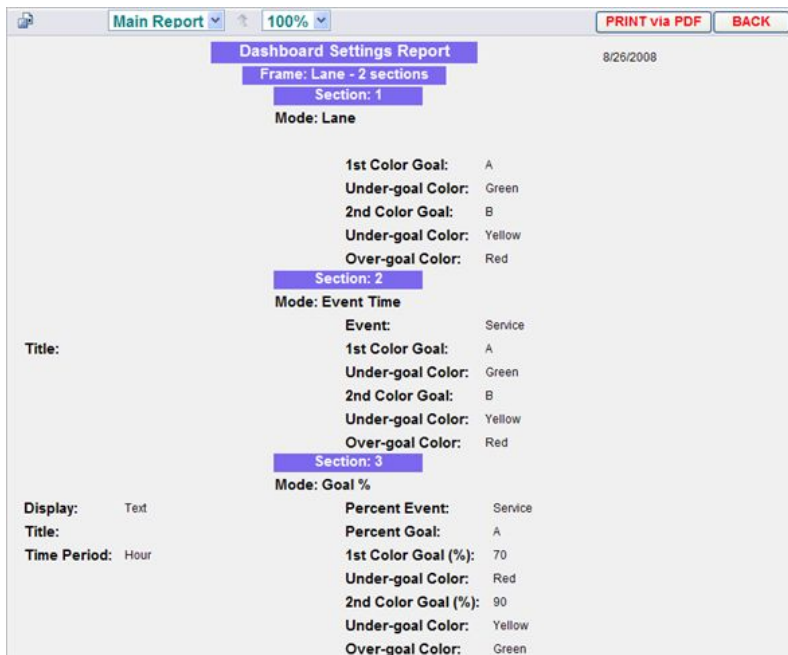 Main Report 100% PRINT via PDF BACK
Dashboard Settings Report
8/26/2008
Frame: Lane - 2 sections
Section: 1
Mode: Lane
1st Color Goal: A
Under-goal Color: Green
2nd Color Goal: B
Under-goal Color: Yellow
Over-goal Color: Red
Section: 2
Mode: Event Time
Event: Service
Title: 1st Color Goal: A
Under-goal Color: Green
2nd Color Goal: B
Under-goal Color: Yellow
Over-goal Color: Red
Section: 3
Mode: Goal %
Display: Text Percent Event: Service
Title: Percent Goal: A
Time Period: Hour 1st Color Goal (%): 70
Under-goal Color: Red
2nd Color Goal (%): 90
Under-goal Color: Yellow
Over-goal Color: Green